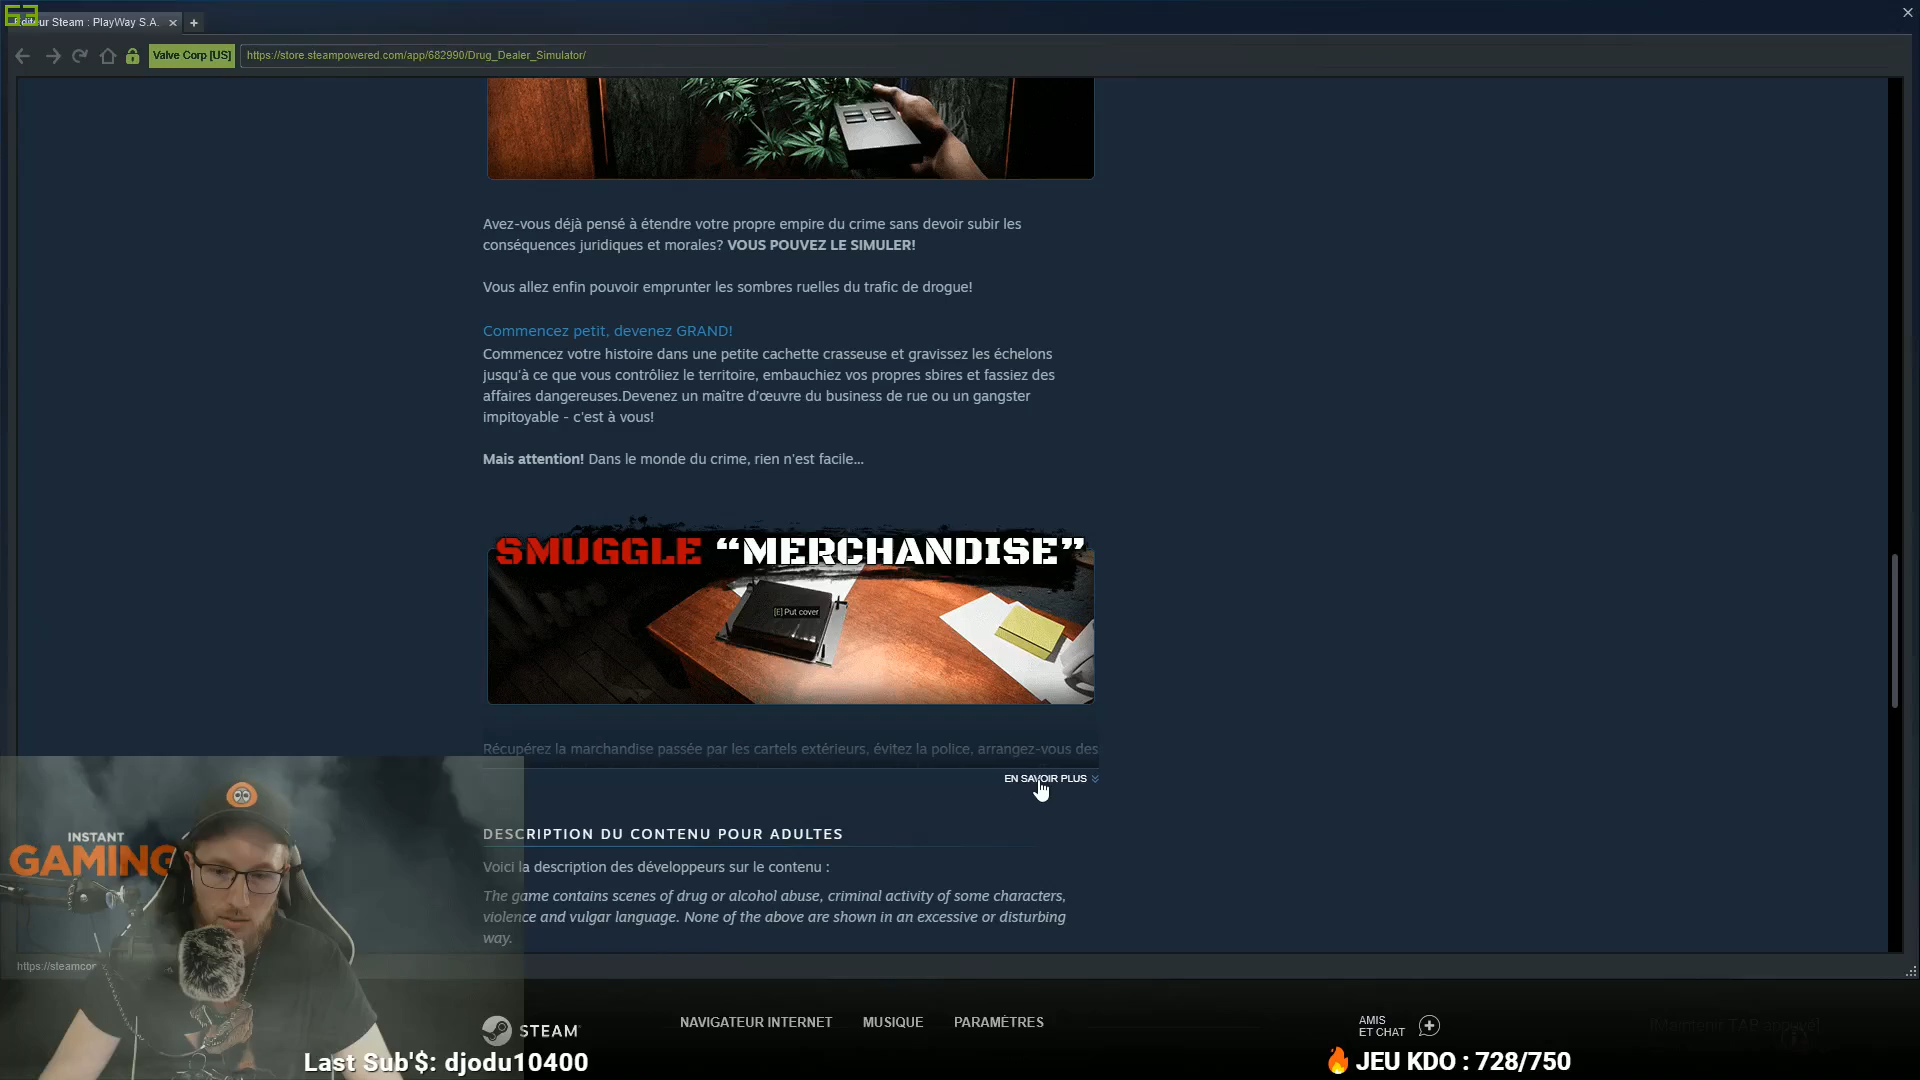 63
Editeur Steam : PlayWay S.A.
Valve Corp [US]
https://store.steampowered.com/app/682990/Drug_Dealer_Simulator/
Avez-vous déjà pensé à étendre votre propre empire du crime sans devoir subir les
conséquences juridiques et morales? VOUS POUVEZ LE SIMULER!
Vous allez enfin pouvoir emprunter les sombres ruelles du trafic de drogue!
Commencez petit, devenez GRAND!
Commencez votre histoire dans une petite cachette crasseuse et gravissez les échelons
jusqu'à ce que vous contrôliez le territoire, embauchiez vos propres sbires et fassiez des
affaires dangereuses.Devenez un maître d'œuvre du business de rue ou un gangster
impitoyable - c'est à vous!
Mais attention! Dans le monde du crime, rien n'est facile...
SMUGGLE “MERCHANDISE”
[E] Put cover
Récupérez la marchandise passée par les cartels extérieurs, évitez la police, arrangez-vous des
EN SAVOIR PLUS
DESCRIPTION DU CONTENU POUR ADULTES
Voici la description des développeurs sur le contenu :
The game contains scenes of drug or alcohol abuse, criminal activity of some characters,
violence and vulgar language. None of the above are shown in an excessive or disturbing
way.
INSTANT
GAMING
https://steamcor
STEAM
NAVIGATEUR INTERNET
MUSIQUE
PARAMÈTRES
AMIS
ET CHAT
Last Sub'$: djodu10400
JEU KDO : 728/750